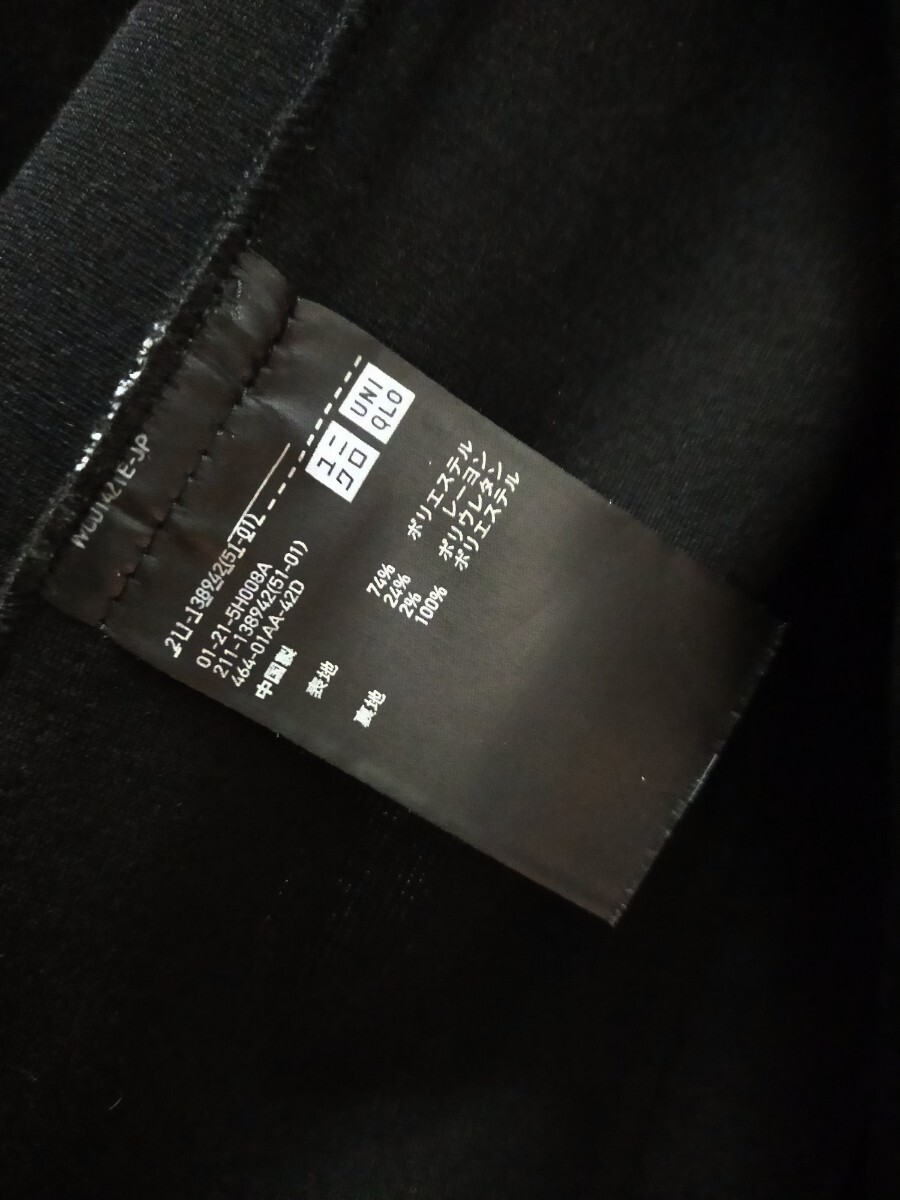 ユニ
クロ
UNI
QLO
211-138942(51-01)
01-21-5H008A
211-138942(51-01)
464-01AA-42D
中国製
表地 74% ポリエステル
24% レーヨン
2% ポリウレタン
裏地 100% ポリエステル